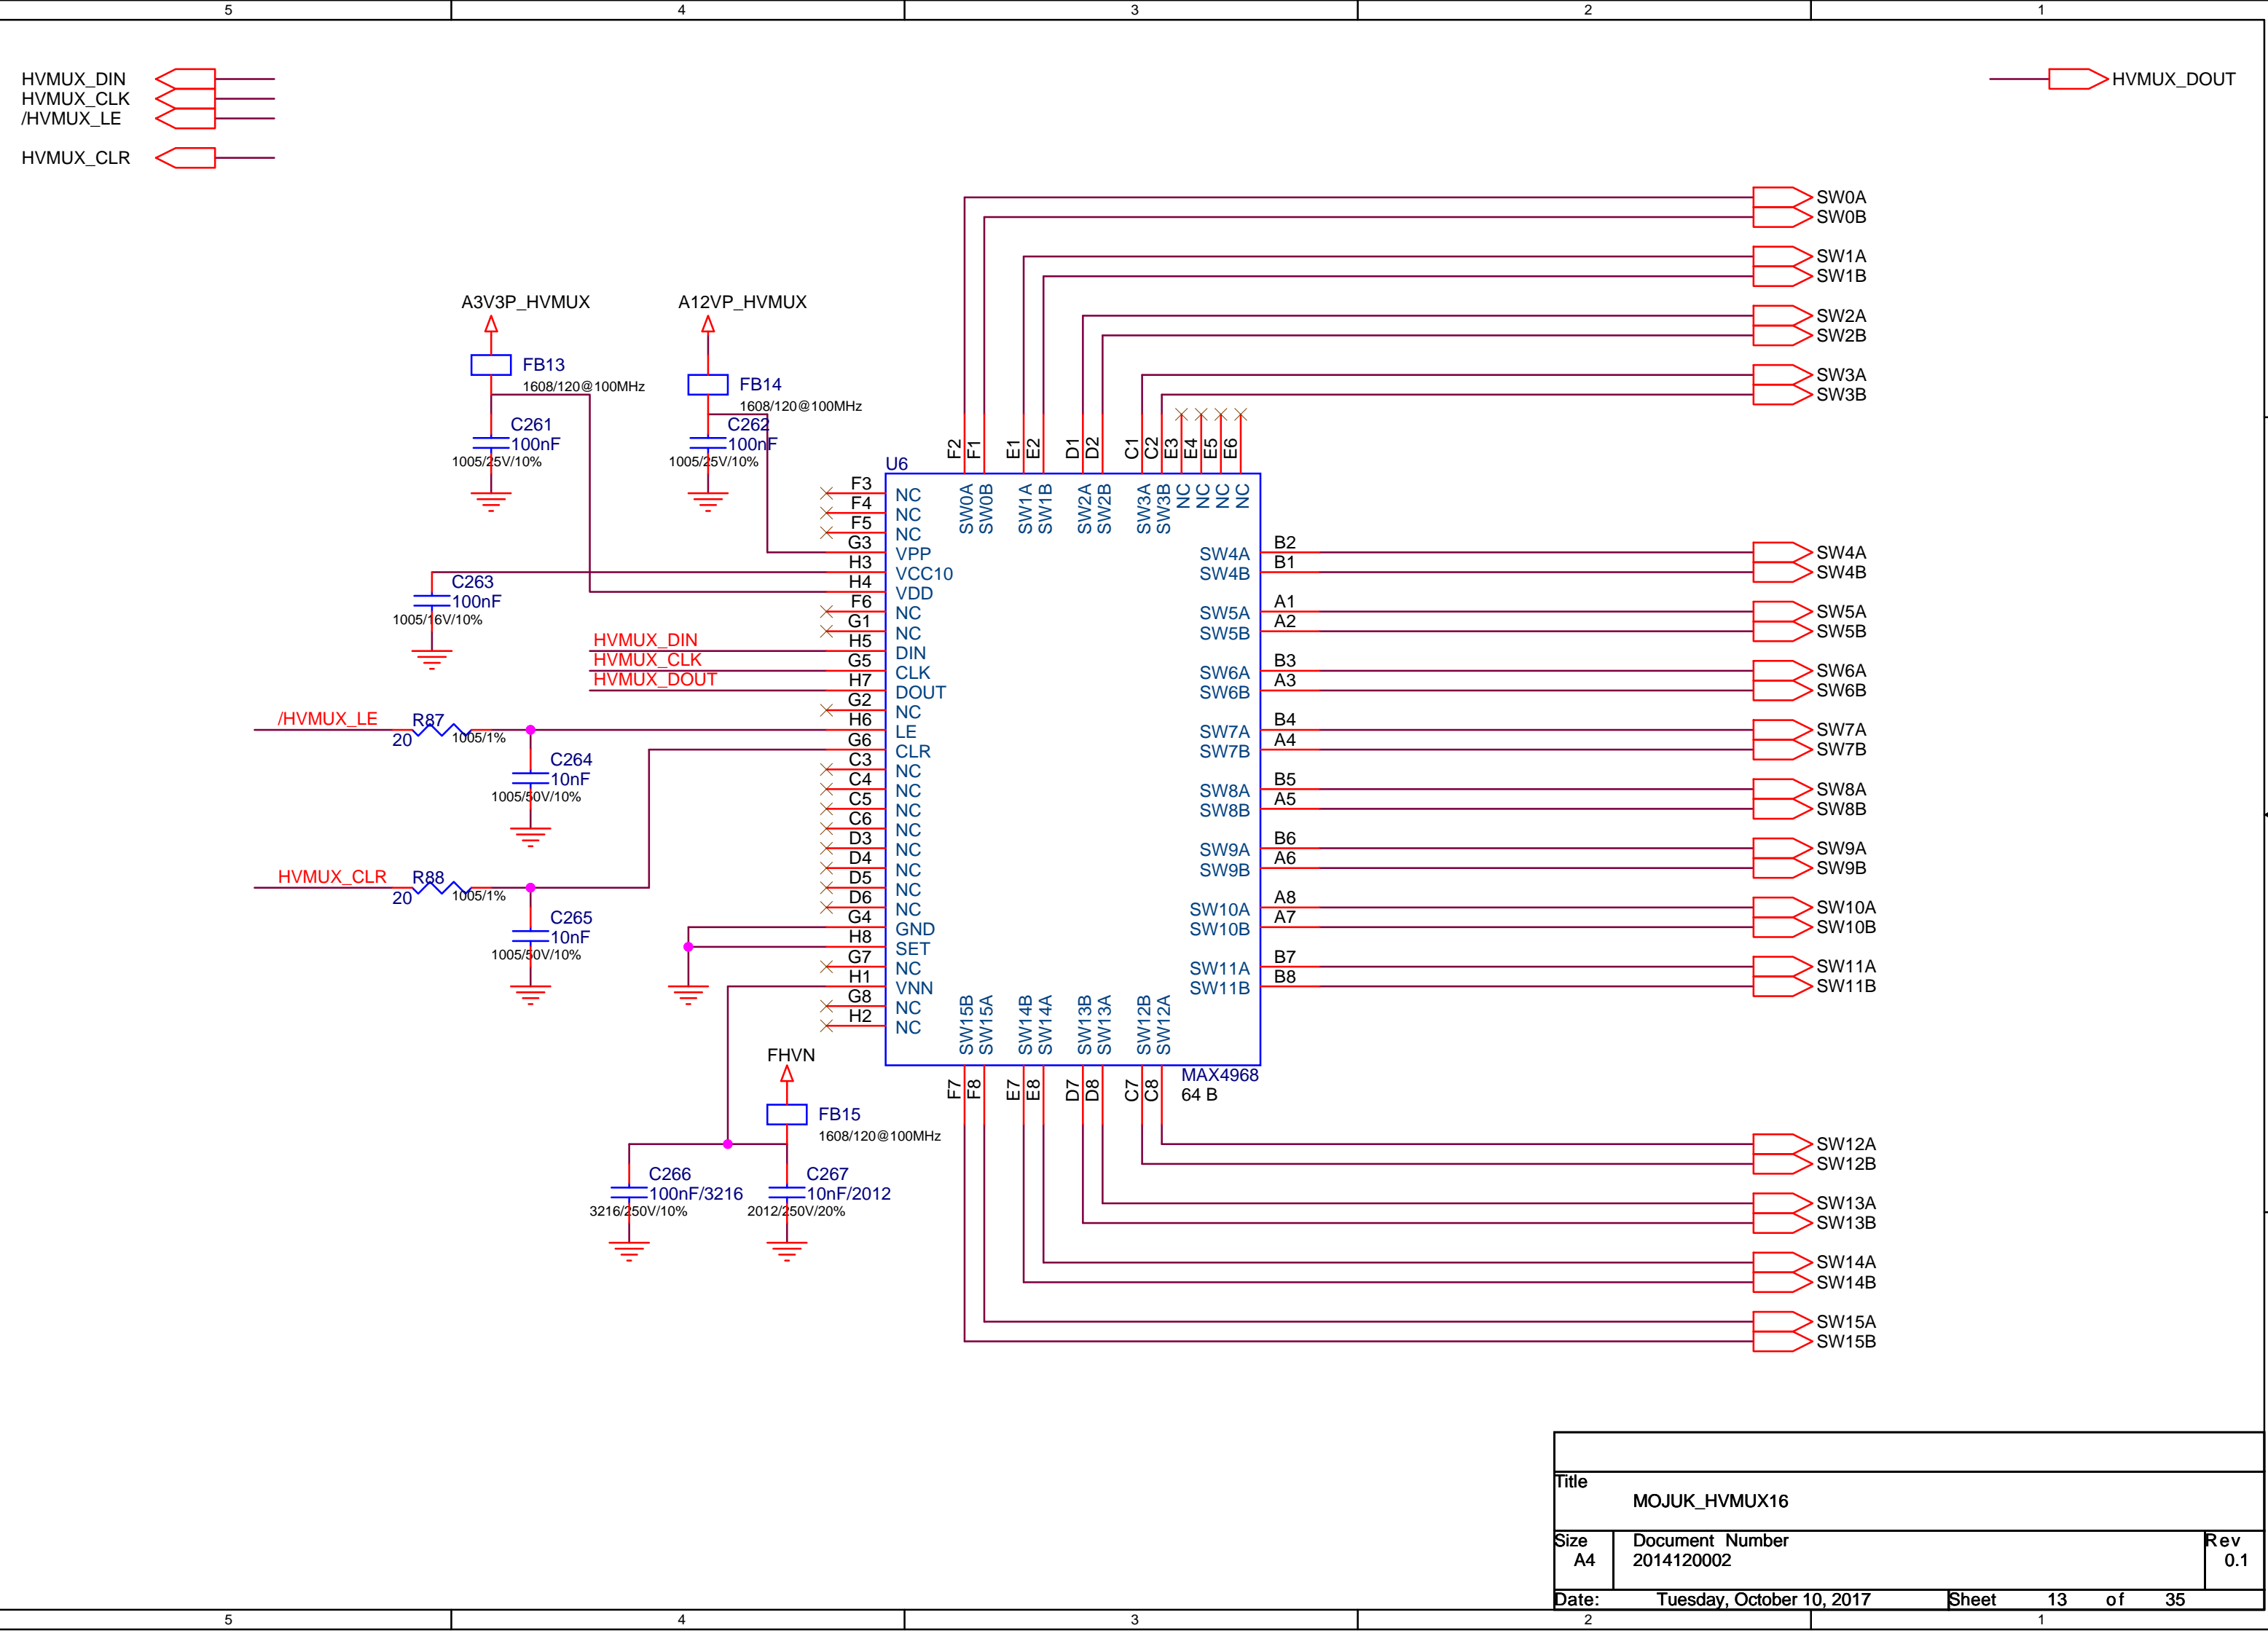 5 4 3 2 1
HVMUX_DIN
HVMUX_CLK
/HVMUX_LE
HVMUX_CLR
HVMUX_DOUT
SW0A
SW0B
SW1A
SW1B
SW2A
SW2B
SW3A
SW3B
A3V3P_HVMUX
A12VP_HVMUX
FB13
1608/120@100MHz
FB14
1608/120@100MHz
C261
100nF
1005/25V/10%
C262
100nF
1005/25V/10%
F2 F1 E1 E2 D1 D2 C1 C2 E3 E4 E5 E6
U6
SW0A SW0B SW1A SW1B SW2A SW2B SW3A SW3B NC NC NC NC
F3 NC
F4 NC
F5 NC
G3 VPP
H3 VCC10
H4 VDD
F6 NC
G1 NC
H5 DIN
G5 CLK
H7 DOUT
G2 NC
H6 LE
G6 CLR
C3 NC
C4 NC
C5 NC
C6 NC
D3 NC
D4 NC
D5 NC
D6 NC
G4 GND
H8 SET
G7 NC
H1 VNN
G8 NC
H2 NC
C263
100nF
1005/16V/10%
HVMUX_DIN
HVMUX_CLK
HVMUX_DOUT
/HVMUX_LE
R87
20
1005/1%
C264
10nF
1005/50V/10%
HVMUX_CLR
R88
20
1005/1%
C265
10nF
1005/50V/10%
SW4A B2 SW4A
SW4B B1 SW4B
SW5A A1 SW5A
SW5B A2 SW5B
SW6A B3 SW6A
SW6B A3 SW6B
SW7A B4 SW7A
SW7B A4 SW7B
SW8A B5 SW8A
SW8B A5 SW8B
SW9A B6 SW9A
SW9B A6 SW9B
SW10A A8 SW10A
SW10B A7 SW10B
SW11A B7 SW11A
SW11B B8 SW11B
SW15B SW15A SW14B SW14A SW13B SW13A SW12B SW12A
F7 F8 E7 E8 D7 D8 C7 C8
MAX4968
64 B
FHVN
FB15
1608/120@100MHz
C266
100nF/3216
3216/250V/10%
C267
10nF/2012
2012/250V/20%
SW12A
SW12B
SW13A
SW13B
SW14A
SW14B
SW15A
SW15B
Title
MOJUK_HVMUX16
Size Document Number Rev
A4 2014120002 0.1
Date: Tuesday, October 10, 2017 Sheet 13 of 35
5 4 3 2 1